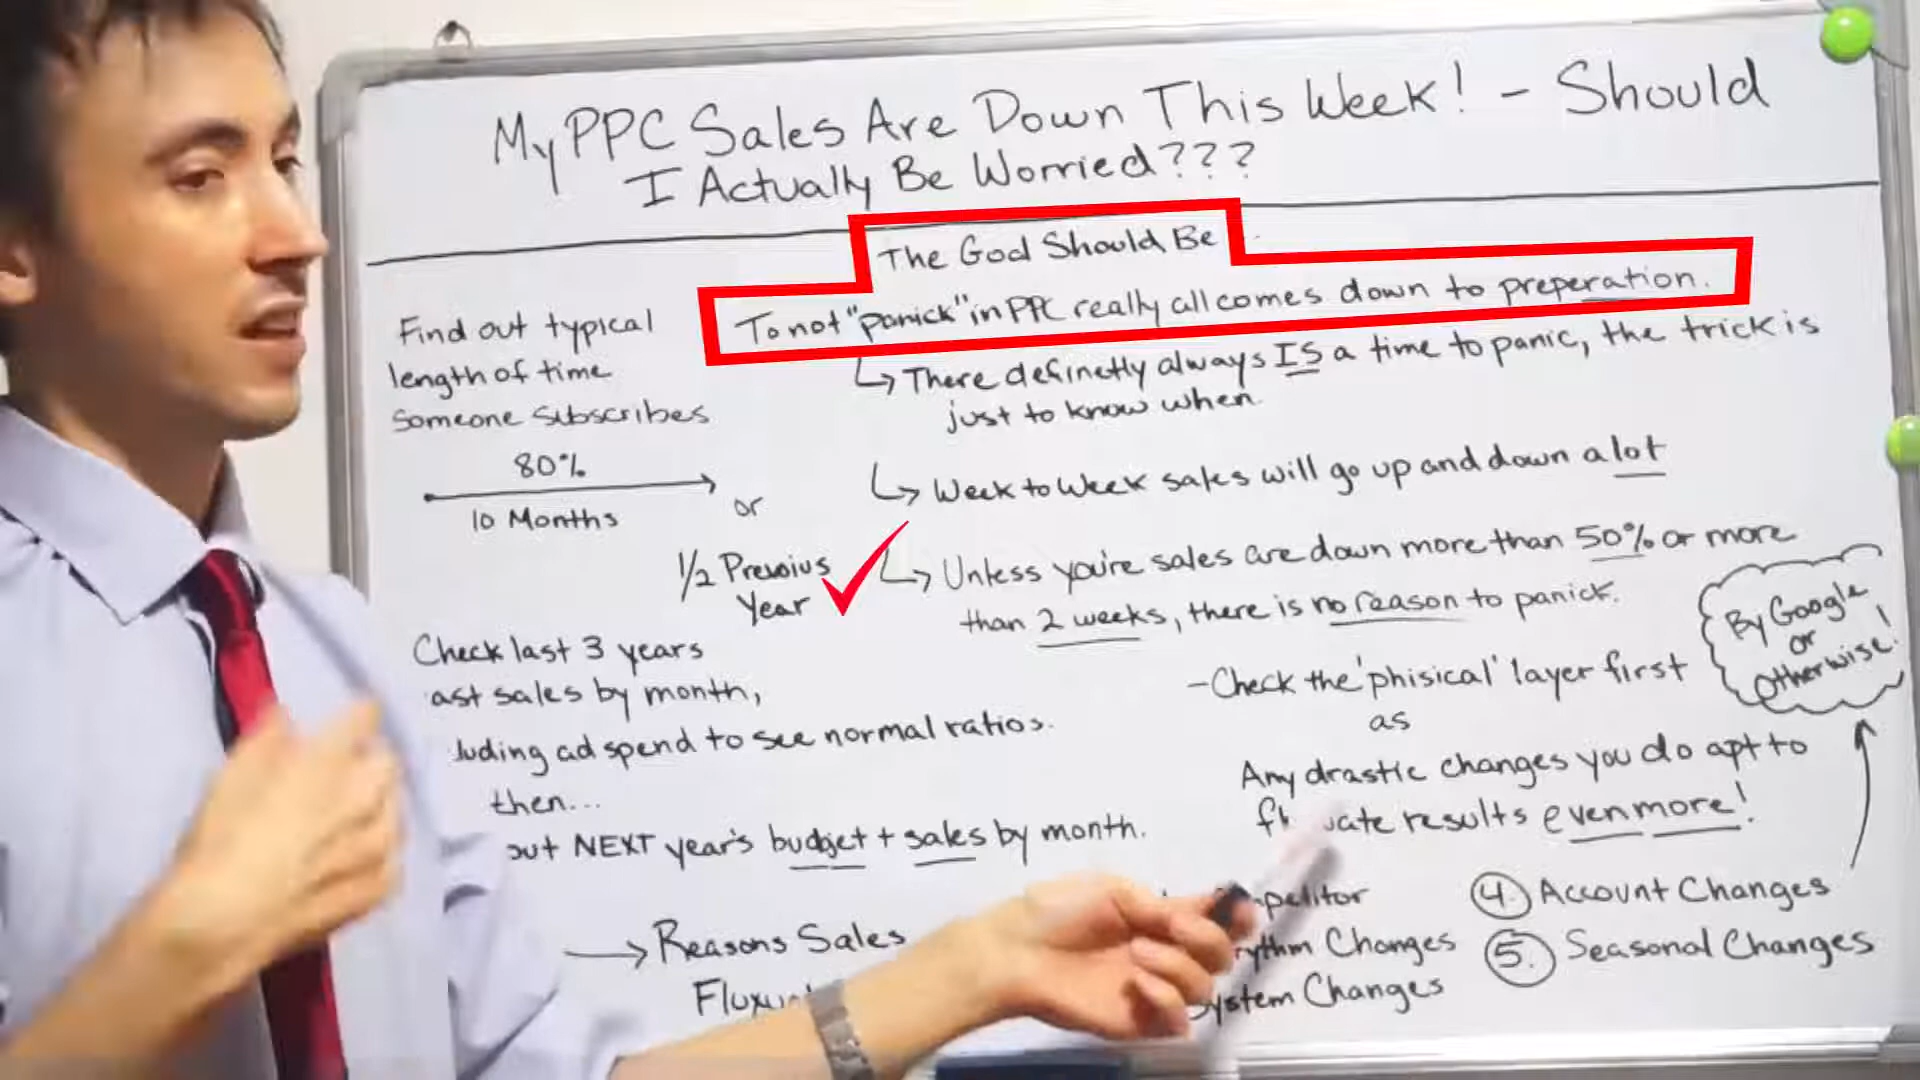 My PPC Sales Are Down This Week! - Should
I Actually Be Worried???
The Goal Should Be
To not "panick" in PPC really all comes down to preperation.
↳ There definetly always IS a time to panic, the trick is
just to know when.
↳ Week to Week sales will go up and down a lot
↳ Unless you're sales are down more than 50% or more
than 2 weeks, there is no reason to panick.
- Check the 'phisical' layer first
as
Any drastic changes you do apt to
results even more!
By Google
or
Otherwise!
Find out typical
length of time
Someone Subscribes
80%
10 Months
or
1/2 Prevoius
Year
Check last 3 years
ast sales by month,
luding ad spend to see normal ratios.
then...
out NEXT year's budget + sales by month.
→ Reasons Sales
petitor
rythm Changes
System Changes
4. Account Changes
5. Seasonal Changes